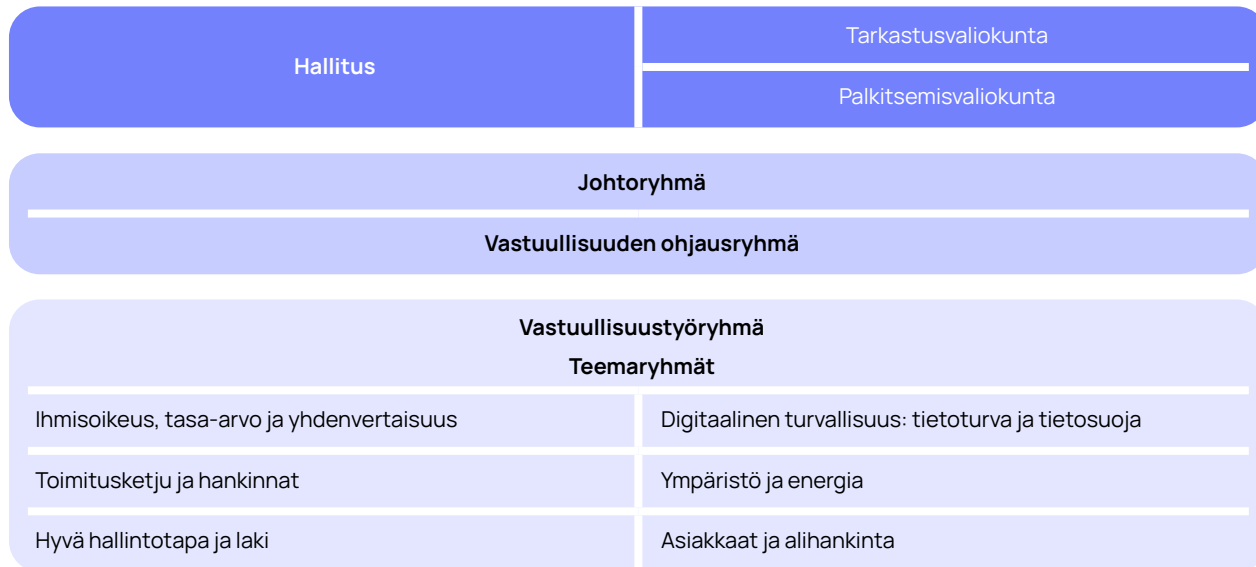 Hallitus
Tarkastusvaliokunta
Palkitsemisvaliokunta
Johtoryhmä
Vastuullisuuden ohjausryhmä
Vastuullisuustyöryhmä
Teemaryhmät
Ihmisoikeus, tasa-arvo ja yhdenvertaisuus
Digitaalinen turvallisuus: tietoturva ja tietosuoja
Toimitusketju ja hankinnat
Ympäristö ja energia
Hyvä hallintotapa ja laki
Asiakkaat ja alihankinta